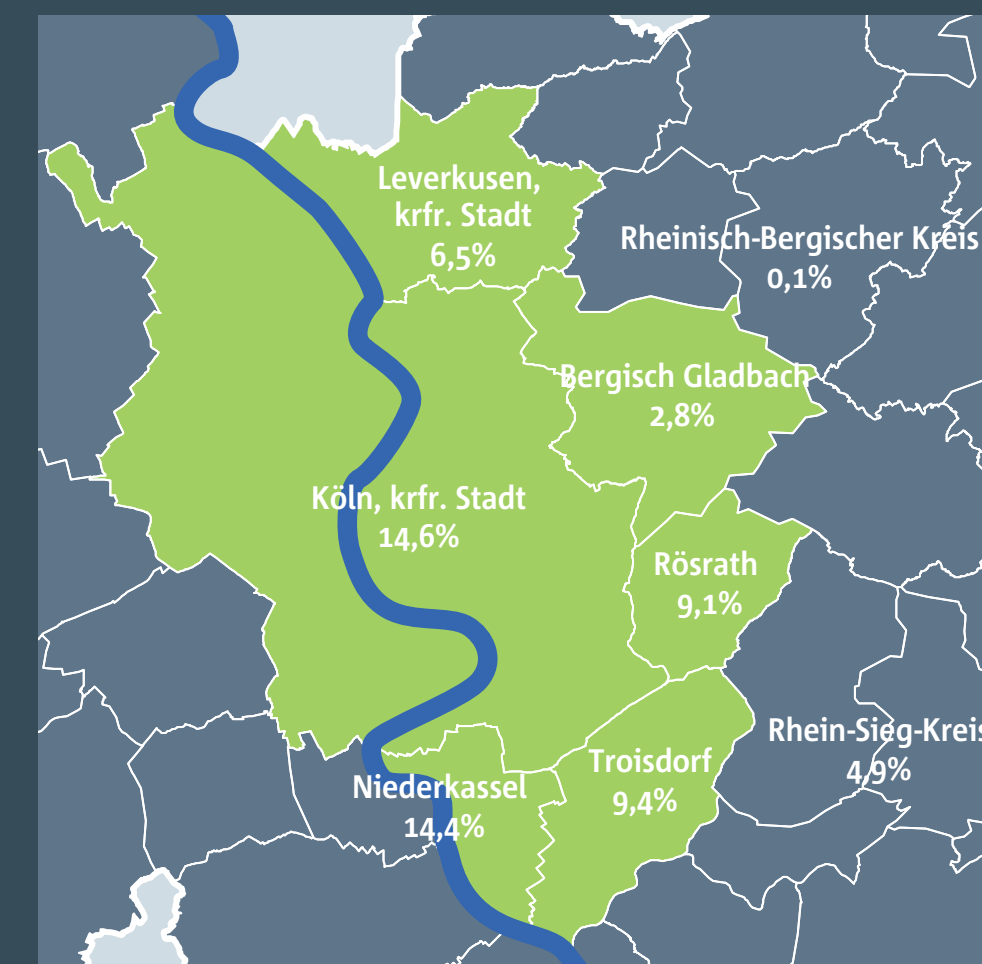 Leverkusen,
krfr. Stadt
6,5%
Rheinisch-Bergischer Kreis
0,1%
Bergisch Gladbach
2,8%
Köln, krfr. Stadt
14,6%
Rösrath
9,1%
Rhein-Sieg-Kreis
4,9%
Troisdorf
9,4%
Niederkassel
14,4%